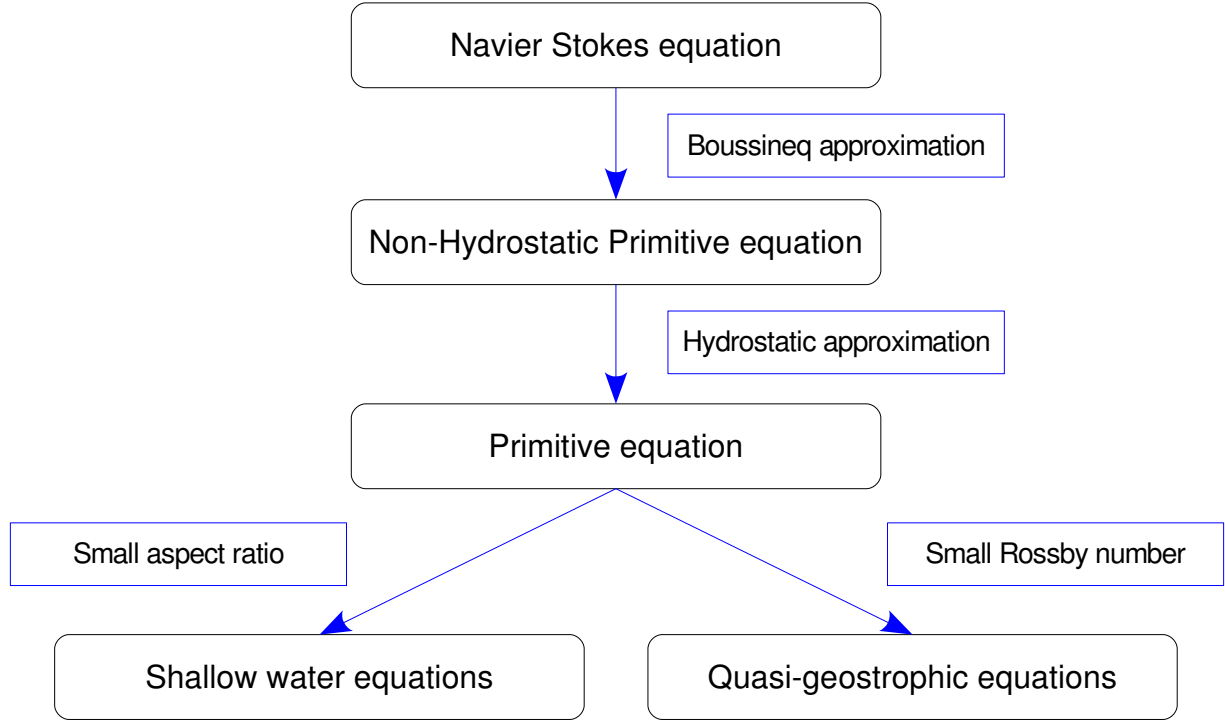 Navier Stokes equation
Boussineq approximation
Non-Hydrostatic Primitive equation
Hydrostatic approximation
Primitive equation
Small aspect ratio
Small Rossby number
Shallow water equations
Quasi-geostrophic equations